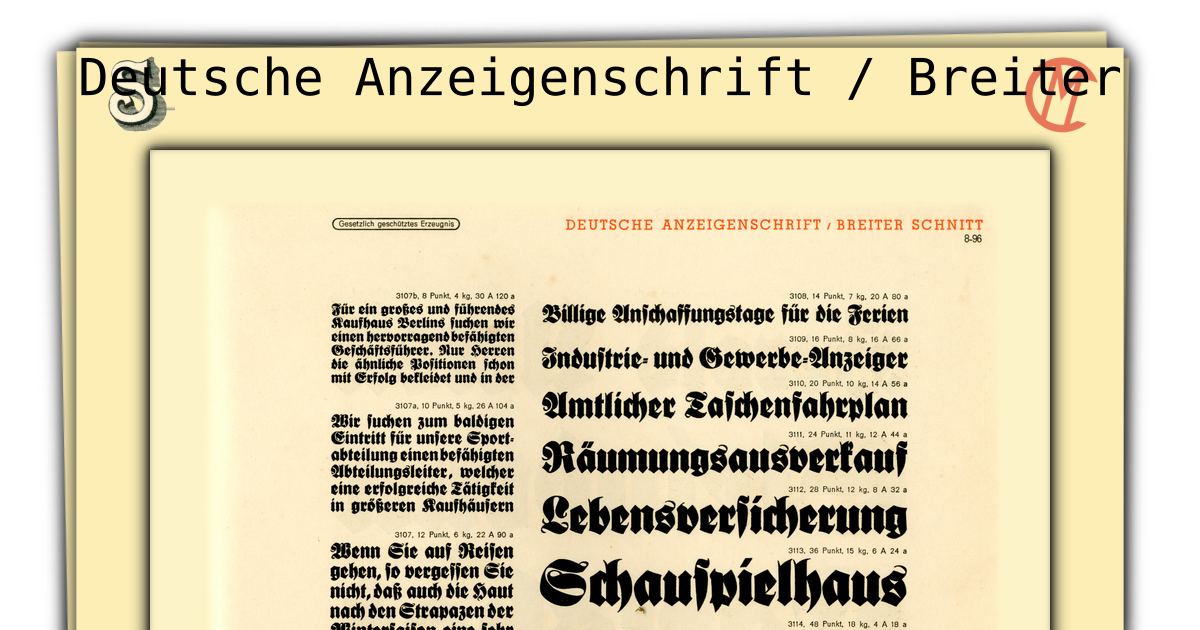 Deutsche Anzeigenschrift / Breiter
Gesetzlich geschütztes Erzeugnis
DEUTSCHE ANZEIGENSCHRIFT / BREITER SCHNITT
8-96
3107b, 8 Punkt, 4 kg, 30 A 120 a
Für ein großes und führendes
Kaufhaus Berlins ſuchen wir
einen hervorragend befähigten
Geſchäftsführer. Nur Herren
die ähnliche Poſitionen ſchon
mit Erfolg bekleidet und in der
3107a, 10 Punkt, 5 kg, 26 A 104 a
Wir ſuchen zum baldigen
Eintritt für unſere Sport-
abteilung einen befähigten
Abteilungsleiter, welcher
eine erfolgreiche Tätigkeit
in größeren Kaufhäuſern
3107, 12 Punkt, 6 kg, 22 A 90 a
Wenn Sie auf Reiſen
gehen, ſo vergeſſen Sie
nicht, daß auch die Haut
nach den Strapazen der
Winterſaiſon eine ſehr
3108, 14 Punkt, 7 kg, 20 A 80 a
Billige Anſchaffungstage für die Ferien
3109, 16 Punkt, 8 kg, 16 A 66 a
Induſtrie- und Gewerbe-Anzeiger
3110, 20 Punkt, 10 kg, 14 A 56 a
Amtlicher Taſchenfahrplan
3111, 24 Punkt, 11 kg, 12 A 44 a
Räumungsausverkauf
3112, 28 Punkt, 12 kg, 8 A 32 a
Lebensverſicherung
3113, 36 Punkt, 15 kg, 6 A 24 a
Schauſpielhaus
3114, 48 Punkt, 18 kg, 4 A 18 a